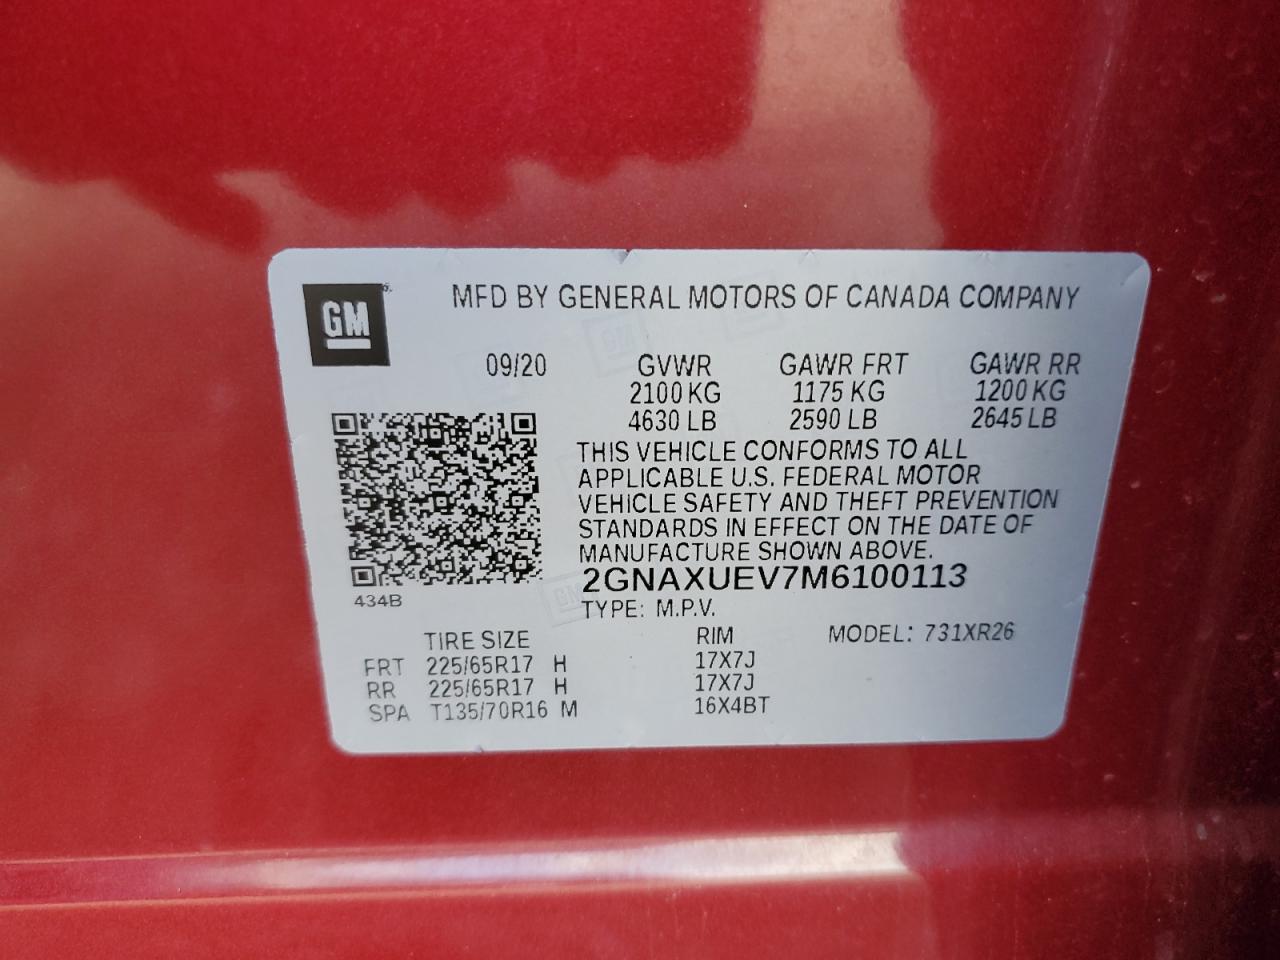 GM
MFD BY GENERAL MOTORS OF CANADA COMPANY
09/20 GVWR GAWR FRT GAWR RR
2100 KG 1175 KG 1200 KG
4630 LB 2590 LB 2645 LB
THIS VEHICLE CONFORMS TO ALL
APPLICABLE U.S. FEDERAL MOTOR
VEHICLE SAFETY AND THEFT PREVENTION
STANDARDS IN EFFECT ON THE DATE OF
MANUFACTURE SHOWN ABOVE.
2GNAXUEV7M6100113
434B
TYPE: M.P.V.
TIRE SIZE RIM MODEL: 731XR26
FRT 225/65R17 H 17X7J
RR 225/65R17 H 17X7J
SPA T135/70R16 M 16X4BT